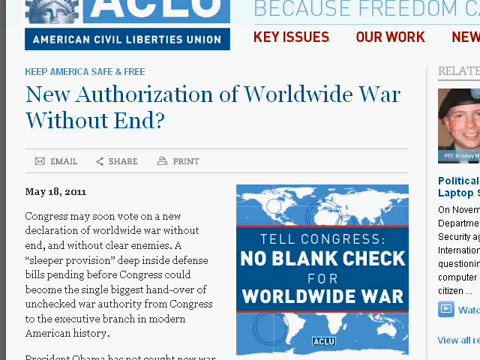 ACLU
BECAUSE FREEDOM
AMERICAN CIVIL LIBERTIES UNION
KEY ISSUES
OUR WORK
NEW
KEEP AMERICA SAFE & FREE
RELATE
New Authorization of Worldwide War
Without End?
EMAIL
SHARE
PRINT
May 18, 2011
Congress may soon vote on a new
declaration of worldwide war without
end, and without clear enemies. A
“sleeper provision” deep inside defense
bills pending before Congress could
become the single biggest hand-over of
unchecked war authority from Congress
to the executive branch in modern
American history.
President Obama has not sought new war
TELL CONGRESS:
NO BLANK CHECK
FOR
WORLDWIDE WAR
ACLU
PFC Bradley M
Political
Laptop S
On Novem
Department
Security ag
Internation
questioning
computer
citizen ...
Watc
View all re